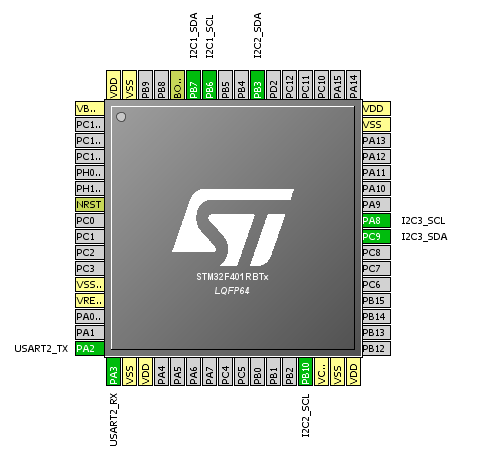 I2C1_SDA
I2C1_SCL
I2C2_SDA
VDD
VSS
PB9
PB8
BO..
PB7
PB6
PB5
PB4
PB3
PD2
PC12
PC11
PC10
PA15
PA14
VB..
PC1..
PC1..
PC1..
PH0..
PH1..
NRST
PC0
PC1
PC2
PC3
VSS..
VRE..
PA0..
PA1
USART2_TX PA2
VDD
VSS
PA13
PA12
PA11
PA10
PA9
PA8 I2C3_SCL
PC9 I2C3_SDA
PC8
PC7
PC6
PB15
PB14
PB13
PB12
ST
STM32F401RBTx
LQFP64
PA3
VSS
VDD
PA4
PA5
PA6
PA7
PC4
PC5
PB0
PB1
PB2
PB10
VC..
VSS
VDD
USART2_RX
I2C2_SCL